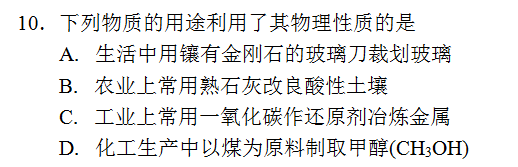 10．下列物质的用途利用了其物理性质的是
A．生活中用镶有金刚石的玻璃刀裁划玻璃
B．农业上常用熟石灰改良酸性土壤
C．工业上常用一氧化碳作还原剂冶炼金属
D．化工生产中以煤为原料制取甲醇(CH₃OH)